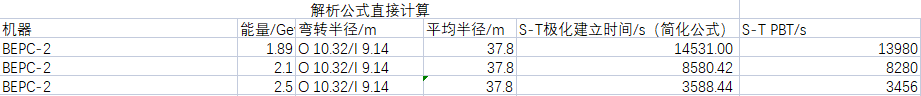 解析公式直接计算
机器 能量/Ge 弯转半径/m 平均半径/m S-T极化建立时间/s（简化公式） S-T PBT/s
BEPC-2 1.89 O 10.32/I 9.14 37.8 14531.00 13980
BEPC-2 2.1 O 10.32/I 9.14 37.8 8580.42 8280
BEPC-2 2.5 O 10.32/I 9.14 37.8 3588.44 3456